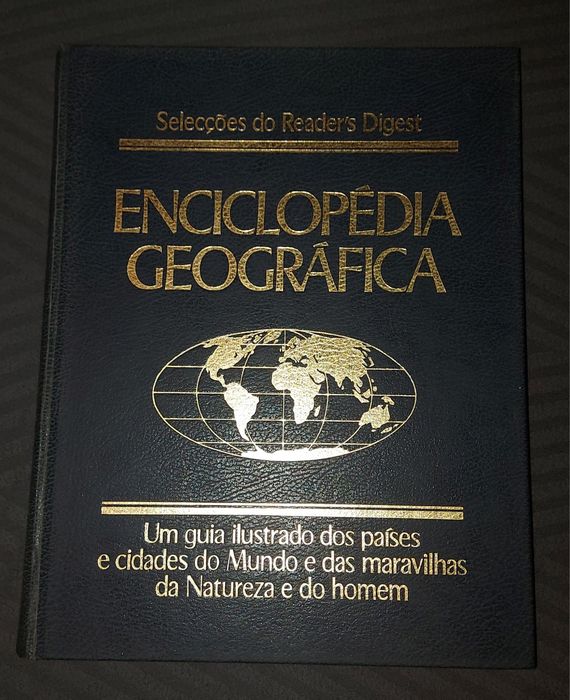 Selecções do Reader's Digest
ENCICLOPÉDIA
GEOGRÁFICA
Um guia ilustrado dos países
e cidades do Mundo e das maravilhas
da Natureza e do homem